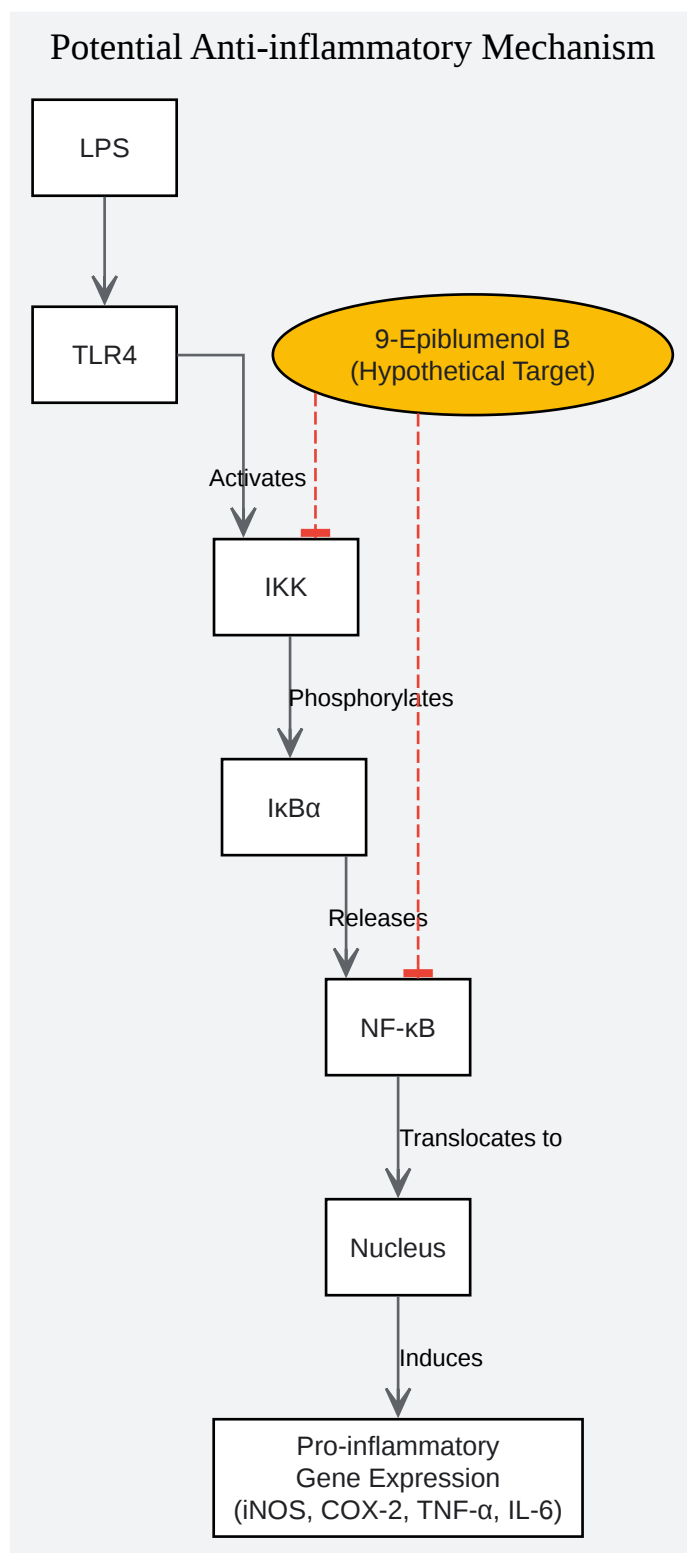 Potential Anti-inflammatory Mechanism
LPS
TLR4
9-Epiblumenol B
(Hypothetical Target)
Activates
IKK
Phosphorylates
IκBα
Releases
NF-κB
Translocates to
Nucleus
Induces
Pro-inflammatory
Gene Expression
(iNOS, COX-2, TNF-α, IL-6)